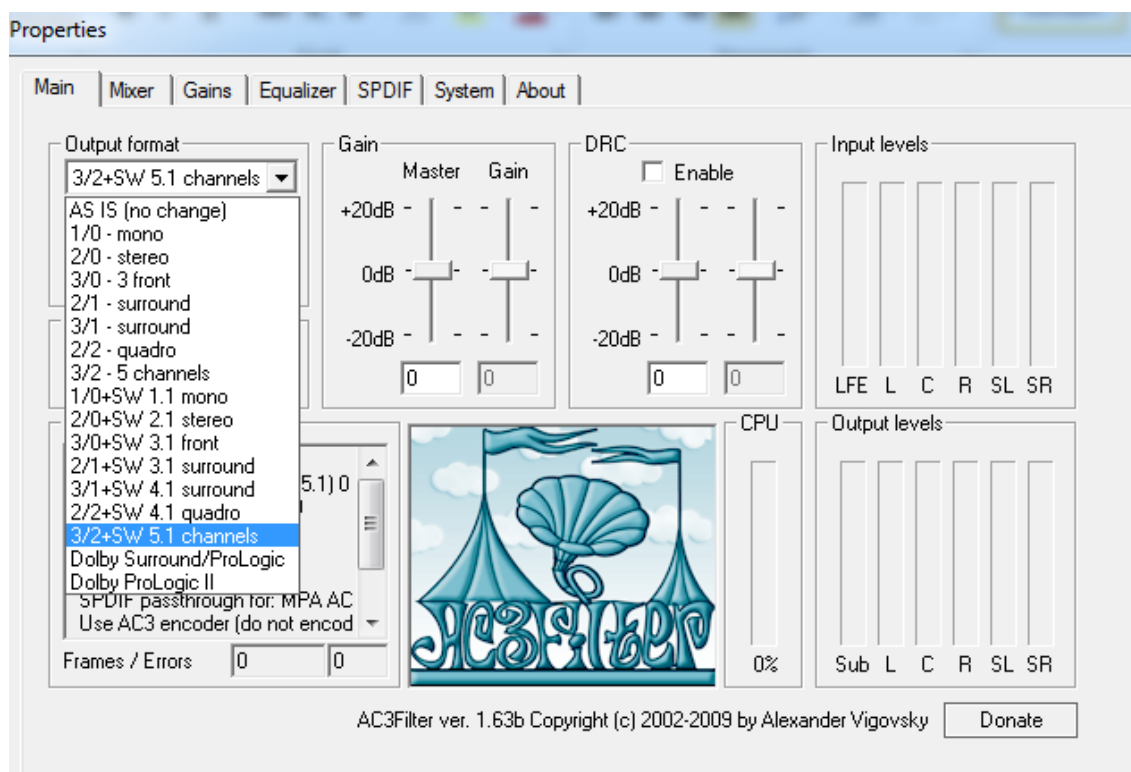 Properties
Main Mixer Gains Equalizer SPDIF System About
Output format
3/2+SW 5.1 channels
AS IS (no change)
1/0 - mono
2/0 - stereo
3/0 - 3 front
2/1 - surround
3/1 - surround
2/2 - quadro
3/2 - 5 channels
1/0+SW 1.1 mono
2/0+SW 2.1 stereo
3/0+SW 3.1 front
2/1+SW 3.1 surround
3/1+SW 4.1 surround
2/2+SW 4.1 quadro
3/2+SW 5.1 channels
Dolby Surround/ProLogic
Dolby ProLogic II
5.1) 0
SPDIF passthrough for: MPA AC
Use AC3 encoder (do not encod
Frames / Errors 0 0
Gain
Master Gain
+20dB
0dB
-20dB
0 0
DRC
Enable
+20dB
0dB
-20dB
0 0
Input levels
LFE L C R SL SR
AC3Filter
CPU
0%
Output levels
Sub L C R SL SR
AC3Filter ver. 1.63b Copyright (c) 2002-2009 by Alexander Vigovsky
Donate